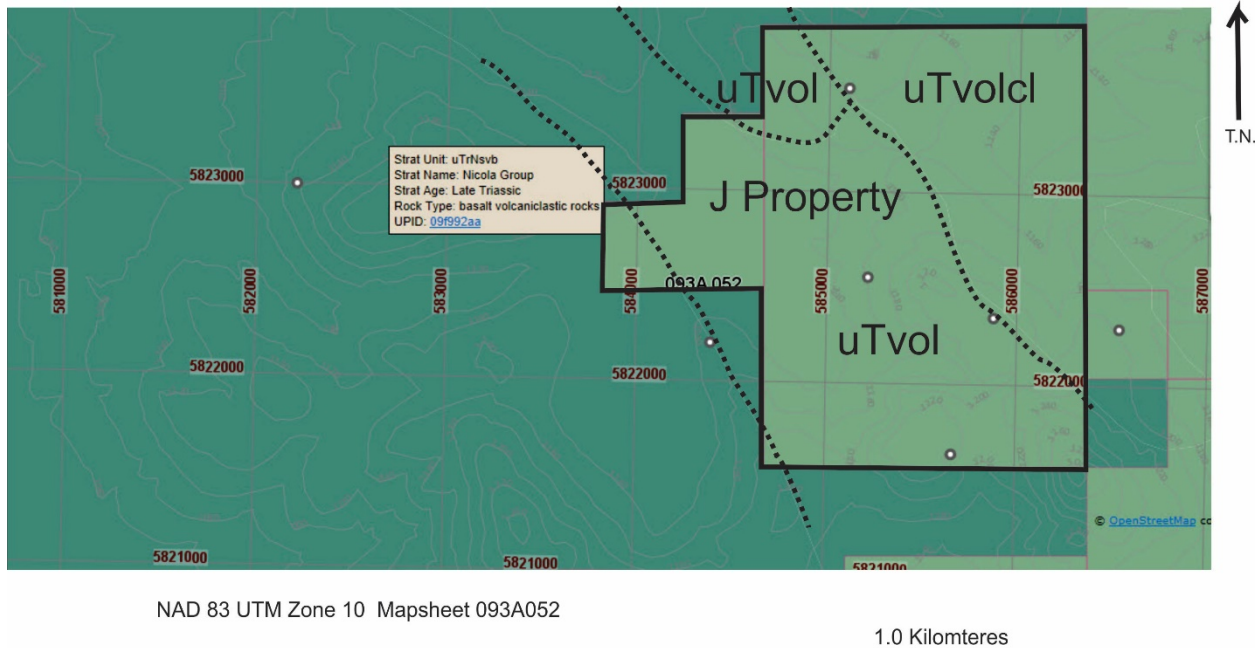 T.N.
uTvol
uTvolcl
Strat Unit: uTrNsvb
Strat Name: Nicola Group
Strat Age: Late Triassic
Rock Type: basalt volcaniclastic rocks
UPID: 09f992aa
5823000
5823000
5823000
J Property
581000
582000
583000
584000
093A.052
585000
586000
587000
uTvol
5822000
5822000
5822000
© OpenStreetMap co
5821000
5821000
5821000
NAD 83 UTM Zone 10 Mapsheet 093A052
1.0 Kilomteres